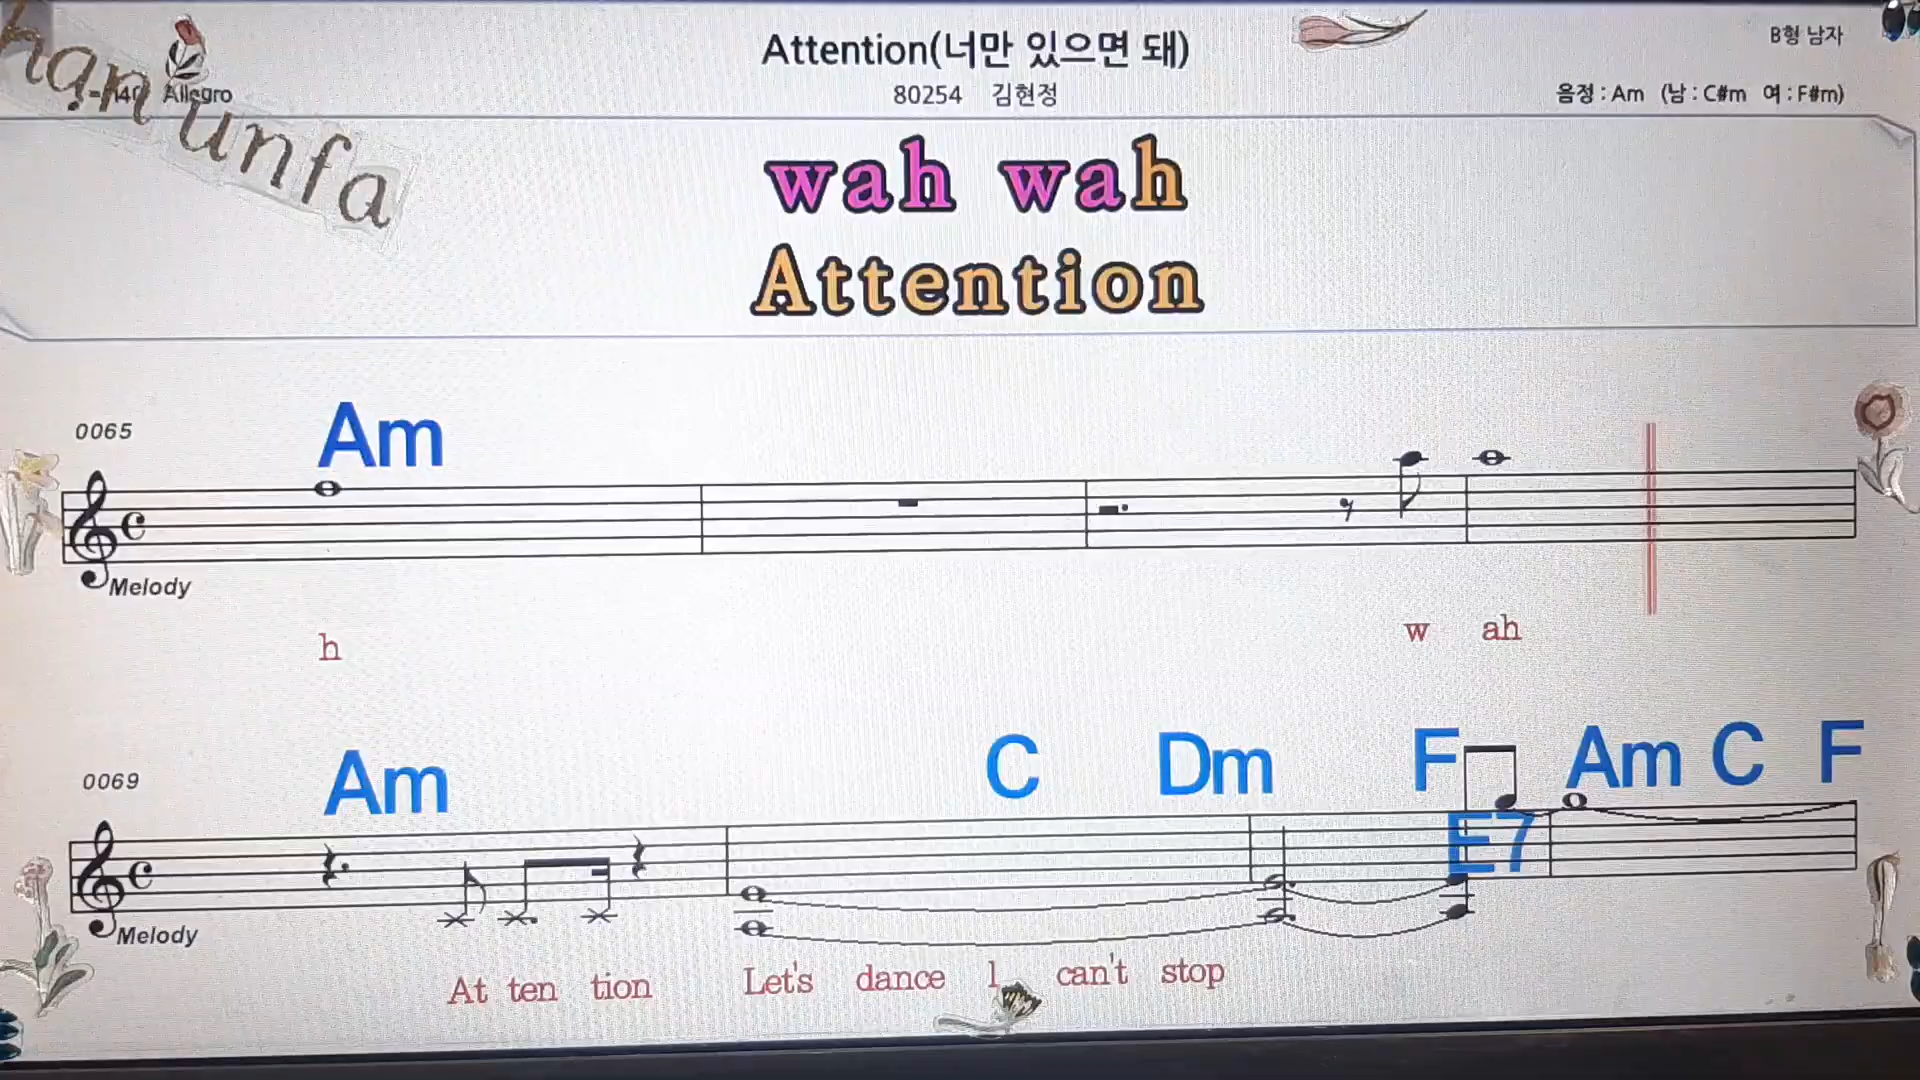 Attention(너만 있으면 돼)
B형 남자
han unfa
Allegro
80254 김현정
음정 : Am (남 : C#m 여 : F#m)
wah wah
Attention
0065
Am
Melody
h w ah
0069
Am C Dm F Am C F
E7
Melody
At ten tion Let's dance l can't stop